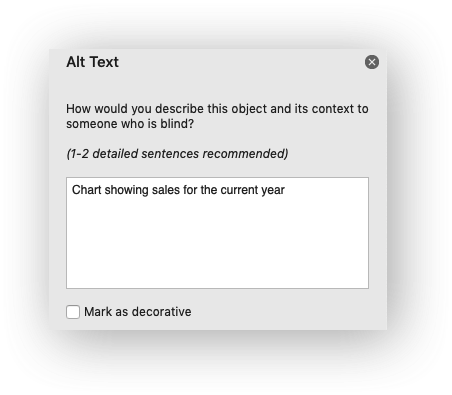 Alt Text
How would you describe this object and its context to
someone who is blind?
(1-2 detailed sentences recommended)
Chart showing sales for the current year
Mark as decorative